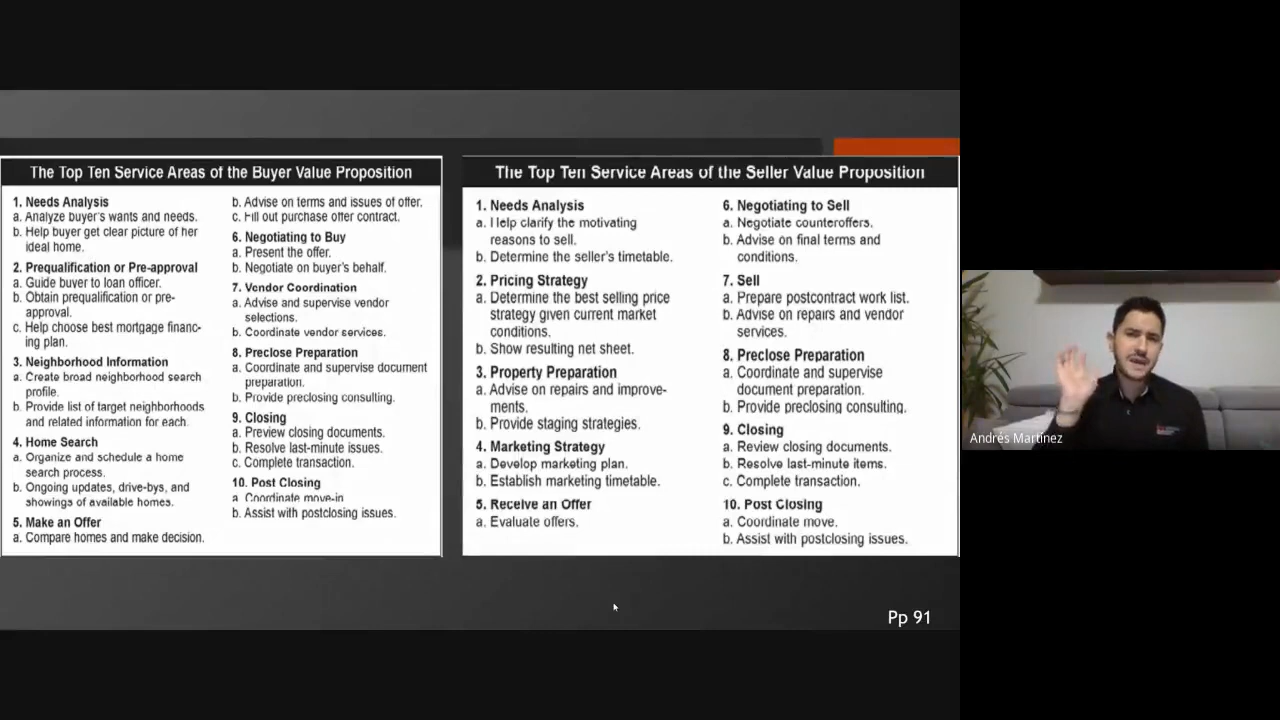 The Top Ten Service Areas of the Buyer Value Proposition
1. Needs Analysis
a. Analyze buyer's wants and needs.
b. Help buyer get clear picture of her
ideal home.
2. Prequalification or Pre-approval
a. Guide buyer to loan officer.
b. Obtain prequalification or pre-
approval.
c. Help choose best mortgage financ-
ing plan.
3. Neighborhood Information
a. Create broad neighborhood search
profile.
b. Provide list of target neighborhoods
and related information for each.
4. Home Search
a. Organize and schedule a home
search process.
b. Ongoing updates, drive-bys, and
showings of available homes.
5. Make an Offer
a. Compare homes and make decision.
b. Advise on terms and issues of offer.
c. Fill out purchase offer contract.
6. Negotiating to Buy
a. Present the offer.
b. Negotiate on buyer's behalf.
7. Vendor Coordination
a. Advise and supervise vendor
selections.
b. Coordinate vendor services.
8. Preclose Preparation
a. Coordinate and supervise document
preparation.
b. Provide preclosing consulting.
9. Closing
a. Preview closing documents.
b. Resolve last-minute issues.
c. Complete transaction.
10. Post Closing
a. Coordinate move-in
b. Assist with postclosing issues.
The Top Ten Service Areas of the Seller Value Proposition
1. Needs Analysis
a. Help clarify the motivating
reasons to sell.
b. Determine the seller's timetable.
2. Pricing Strategy
a. Determine the best selling price
strategy given current market
conditions.
b. Show resulting net sheet.
3. Property Preparation
a. Advise on repairs and improve-
ments.
b. Provide staging strategies.
4. Marketing Strategy
a. Develop marketing plan.
b. Establish marketing timetable.
5. Receive an Offer
a. Evaluate offers.
6. Negotiating to Sell
a. Negotiate counteroffers.
b. Advise on final terms and
conditions.
7. Sell
a. Prepare postcontract work list.
b. Advise on repairs and vendor
services.
8. Preclose Preparation
a. Coordinate and supervise
document preparation.
b. Provide preclosing consulting.
9. Closing
a. Review closing documents.
b. Resolve last-minute items.
c. Complete transaction.
10. Post Closing
a. Coordinate move.
b. Assist with postclosing issues.
Pp 91
Andrés Martínez